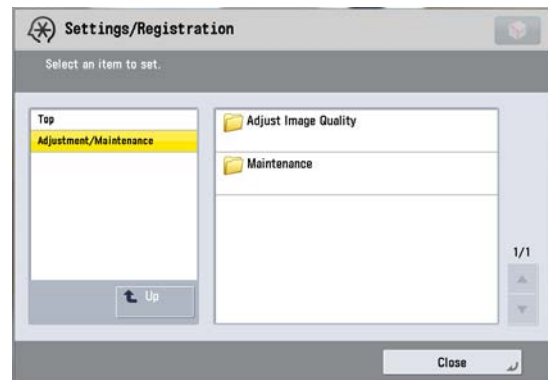 Settings/Registration
Select an item to set.
Top
Adjustment/Maintenance
Up
Adjust Image Quality
Maintenance
1/1
Close